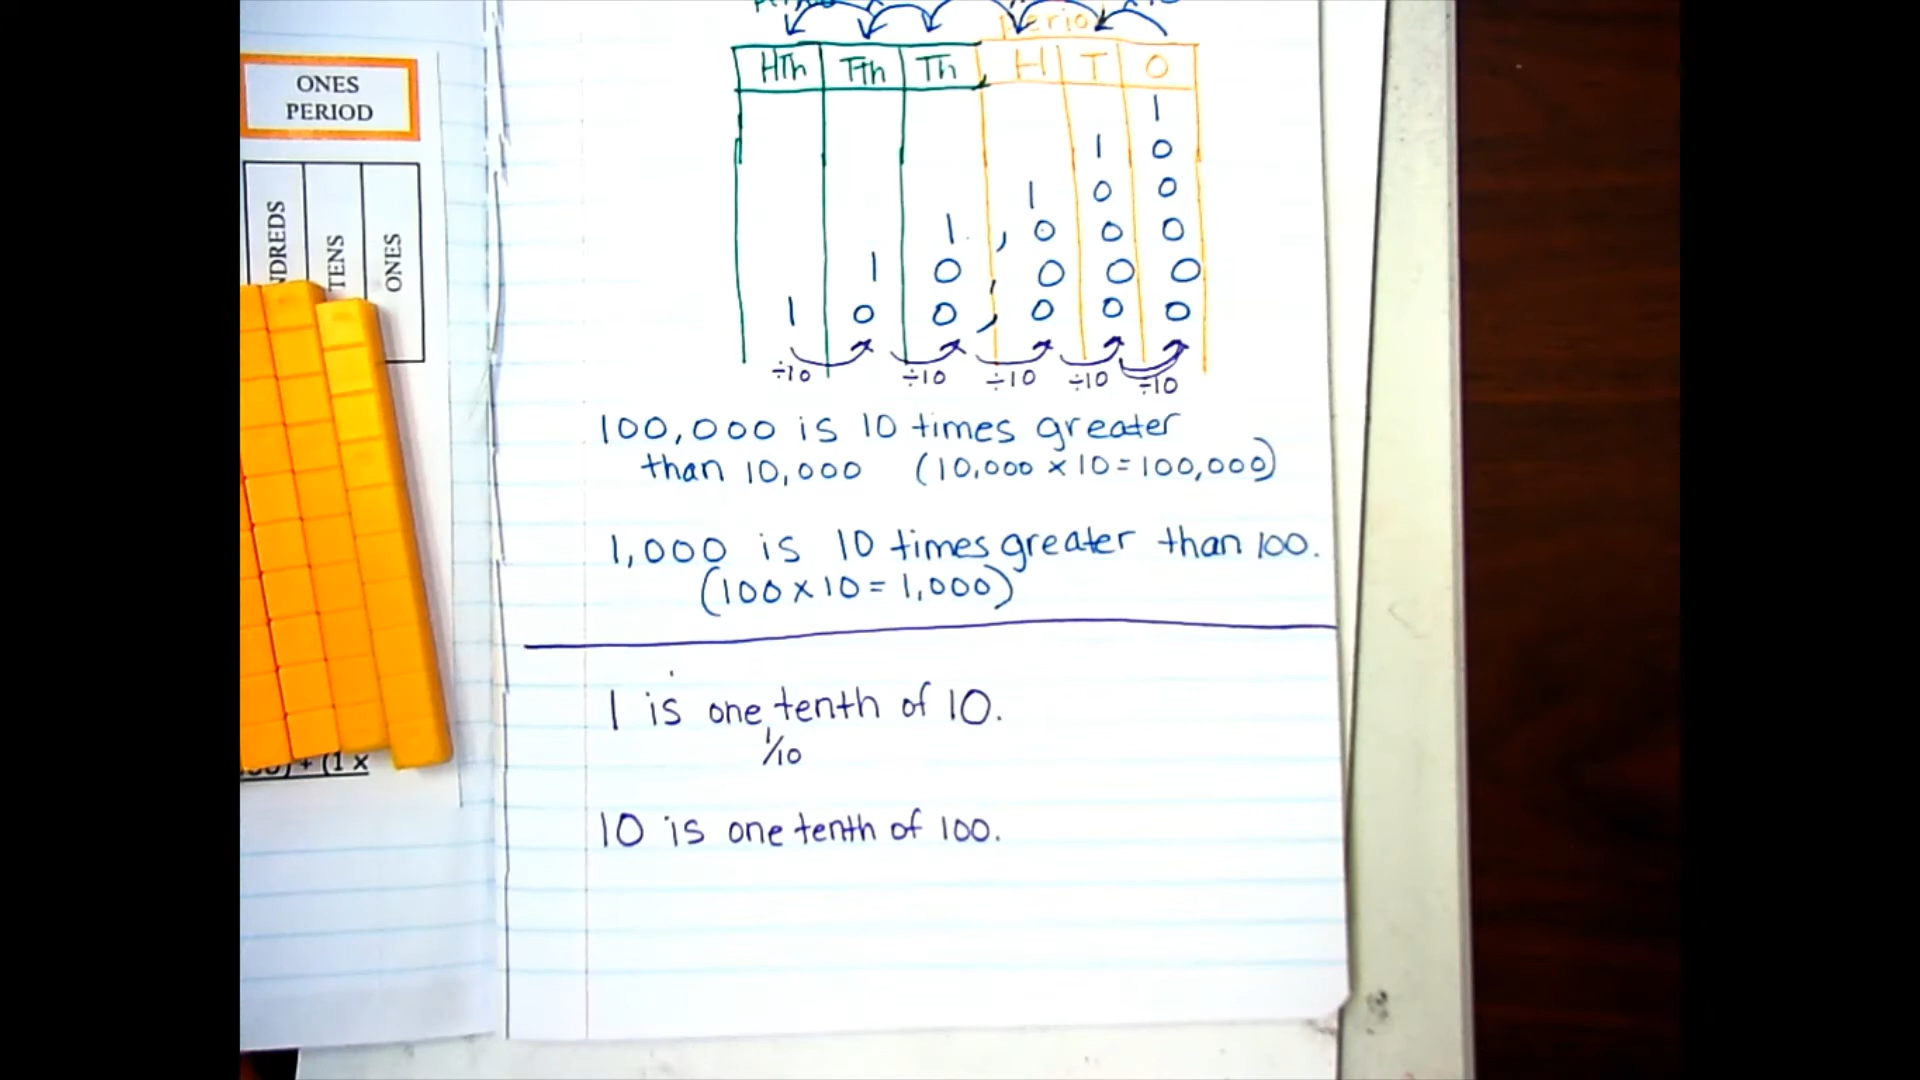 ONES
PERIOD
TENS
ONES
Period
HTh TTh Th H T O
1
1 0
1 0 0
1 , 0 0 0
1 0 , 0 0 0
1 0 0 , 0 0 0
÷10 ÷10 ÷10 ÷10 ÷10
100,000 is 10 times greater
than 10,000 (10,000 x 10 = 100,000)
1,000 is 10 times greater than 100.
(100 x 10 = 1,000)
1 is one tenth of 10.
1/10
10 is one tenth of 100.
+ (1 x